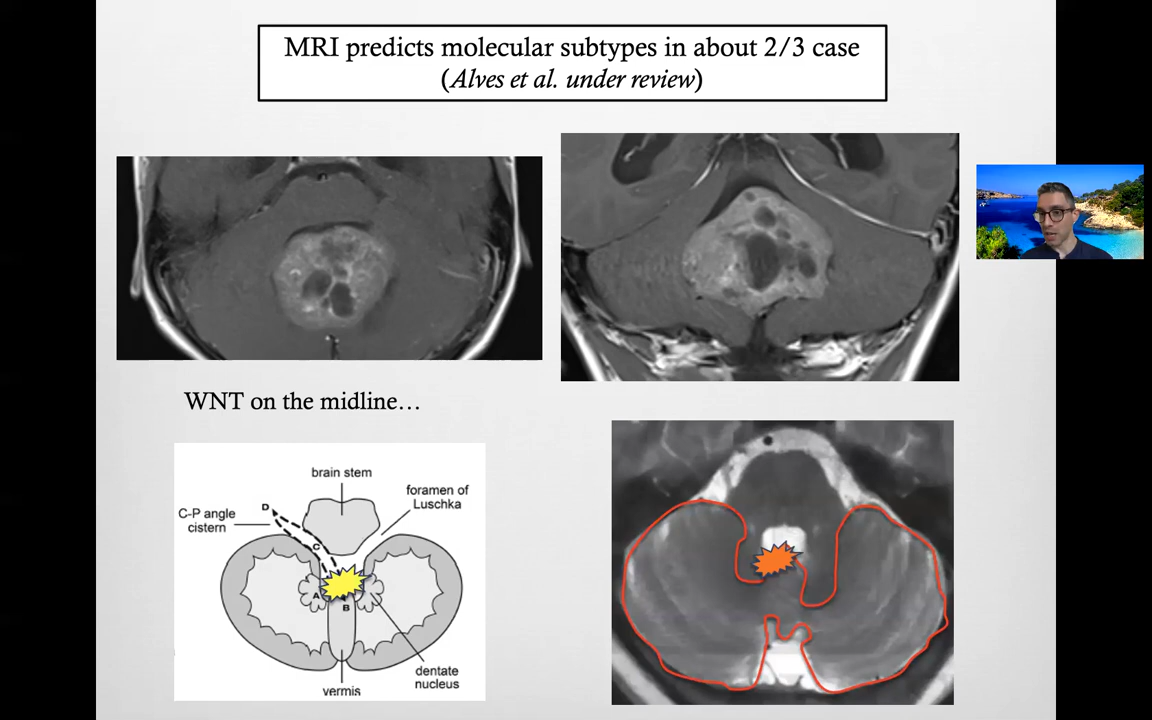 MRI predicts molecular subtypes in about 2/3 case
(Alves et al. under review)
WNT on the midline…
brain stem
foramen of
Luschka
C-P angle
cistern
D
C
A
B
dentate
nucleus
vermis